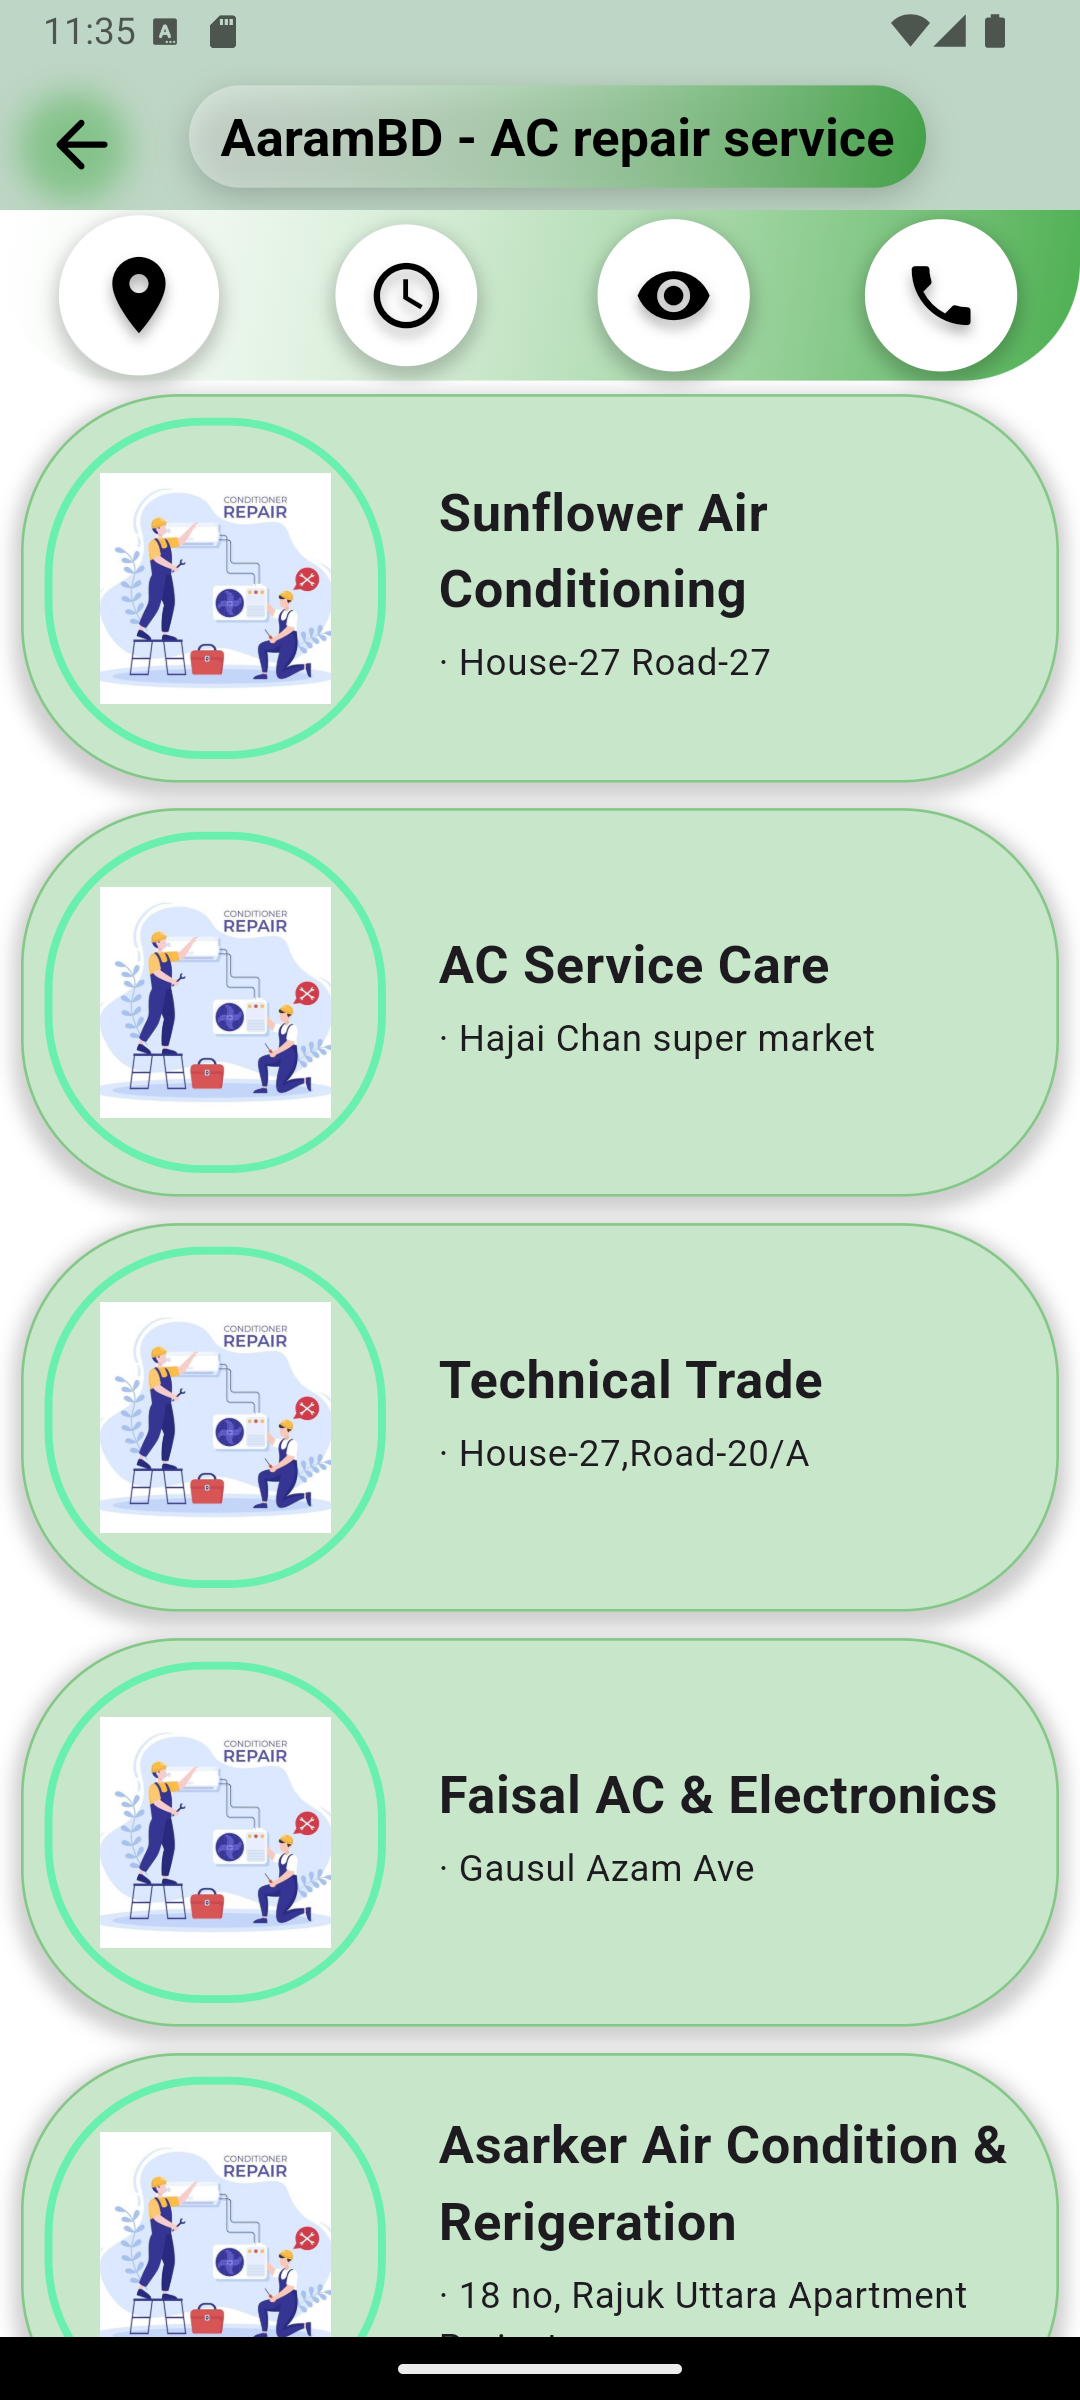 11:35
AaramBD - AC repair service
CONDITIONER
REPAIR
Sunflower Air
Conditioning
· House-27 Road-27
CONDITIONER
REPAIR
AC Service Care
· Hajai Chan super market
CONDITIONER
REPAIR
Technical Trade
· House-27,Road-20/A
CONDITIONER
REPAIR
Faisal AC & Electronics
· Gausul Azam Ave
CONDITIONER
REPAIR
Asarker Air Condition &
Rerigeration
· 18 no, Rajuk Uttara Apartment